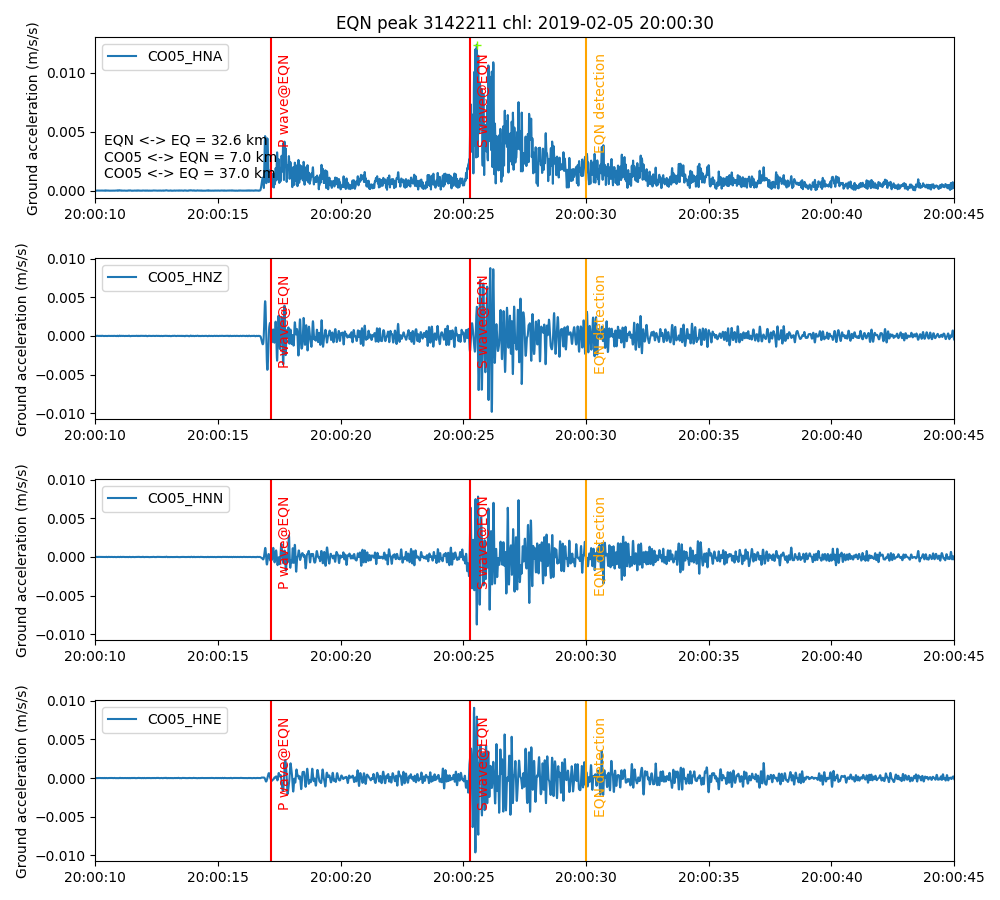 EQN peak 3142211 chl: 2019-02-05 20:00:30
Ground acceleration (m/s/s)
0.010
0.005
0.000
CO05_HNA
P wave@EQN
S wave@EQN
EQN detection
EQN <-> EQ = 32.6 km
CO05 <-> EQN = 7.0 km
CO05 <-> EQ = 37.0 km
20:00:10 20:00:15 20:00:20 20:00:25 20:00:30 20:00:35 20:00:40 20:00:45
Ground acceleration (m/s/s)
0.010
0.005
0.000
−0.005
−0.010
CO05_HNZ
P wave@EQN
S wave@EQN
EQN detection
20:00:10 20:00:15 20:00:20 20:00:25 20:00:30 20:00:35 20:00:40 20:00:45
Ground acceleration (m/s/s)
0.010
0.005
0.000
−0.005
−0.010
CO05_HNN
P wave@EQN
S wave@EQN
EQN detection
20:00:10 20:00:15 20:00:20 20:00:25 20:00:30 20:00:35 20:00:40 20:00:45
Ground acceleration (m/s/s)
0.010
0.005
0.000
−0.005
−0.010
CO05_HNE
P wave@EQN
S wave@EQN
EQN detection
20:00:10 20:00:15 20:00:20 20:00:25 20:00:30 20:00:35 20:00:40 20:00:45